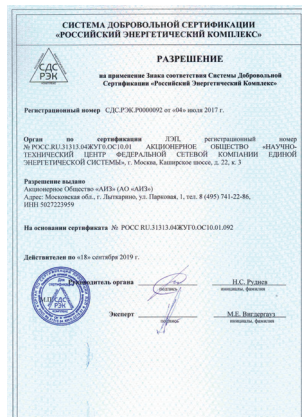 СИСТЕМА ДОБРОВОЛЬНОЙ СЕРТИФИКАЦИИ
«РОССИЙСКИЙ ЭНЕРГЕТИЧЕСКИЙ КОМПЛЕКС»
СДС
РЭК
РАЗРЕШЕНИЕ
на применение Знака соответствия Системы Добровольной
Сертификации «Российский Энергетический Комплекс»
Регистрационный номер СДС.РЭК.Р0000092 от «04» июля 2017 г.
Орган по сертификации ЛЭП, регистрационный номер
№ РОСС.RU.31313.04ЖУГ0.ОС10.01 АКЦИОНЕРНОЕ ОБЩЕСТВО «НАУЧНО-
ТЕХНИЧЕСКИЙ ЦЕНТР ФЕДЕРАЛЬНОЙ СЕТЕВОЙ КОМПАНИИ ЕДИНОЙ
ЭНЕРГЕТИЧЕСКОЙ СИСТЕМЫ», г. Москва, Каширское шоссе, д. 22, к. 3
Разрешение выдано
Акционерное Общество «АИЗ» (АО «АИЗ»)
Адрес: Московская обл., г. Лыткарино, ул. Парковая, 1, тел. 8 (495) 741-22-86,
ИНН 5027223959
На основании сертификата № РОСС RU.31313.04ЖУГ0.ОС10.01.092
Действителен по «18» сентября 2019 г.
Руководитель органа Н.С. Рудиев
подпись инициалы, фамилия
СДС
РЭК
Эксперт М.Е. Вигдергауз
подпись инициалы, фамилия